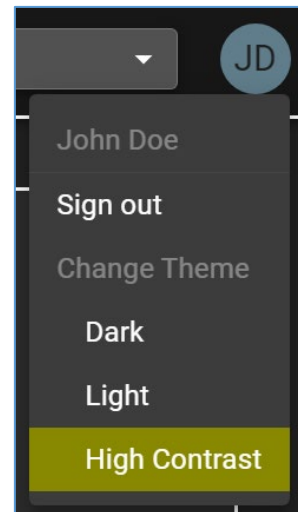 JD
John Doe
Sign out
Change Theme
Dark
Light
High Contrast